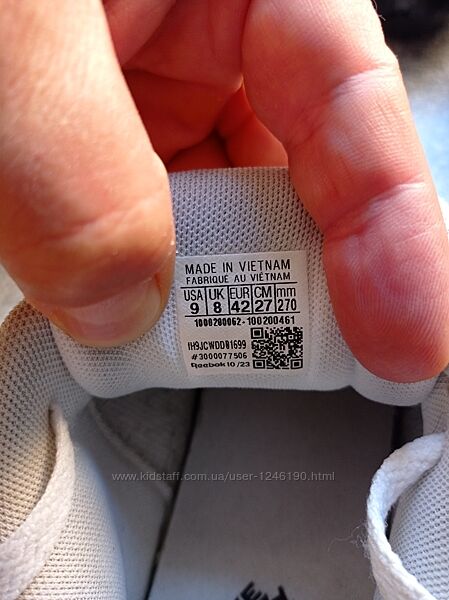 MADE IN VIETNAM
FABRIQUÉ AU VIÊTNAM
USA UK EUR CM mm
9 8 42 27 270
1000200062-100200461
IH9JCWDD81699
#3000077506
Reebok 10/23
www.kidstaff.com.ua/user-1246190.html